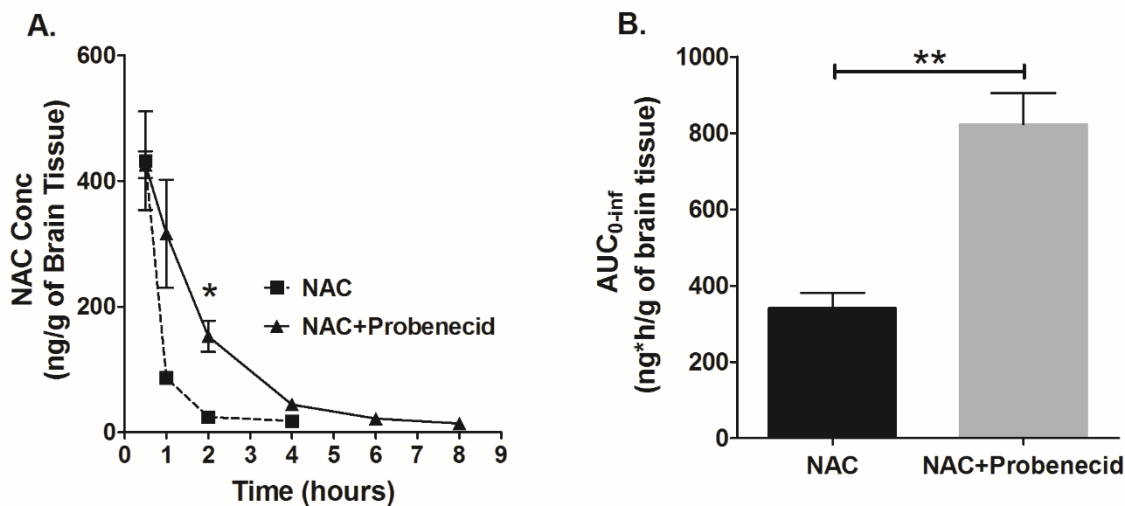 A.
NAC Conc
(ng/g of Brain Tissue)
600
400
200
0
*
NAC
NAC+Probenecid
0 1 2 3 4 5 6 7 8 9
Time (hours)
B.
AUC0-inf
(ng*h/g of brain tissue)
1000
800
600
400
200
0
**
NAC NAC+Probenecid